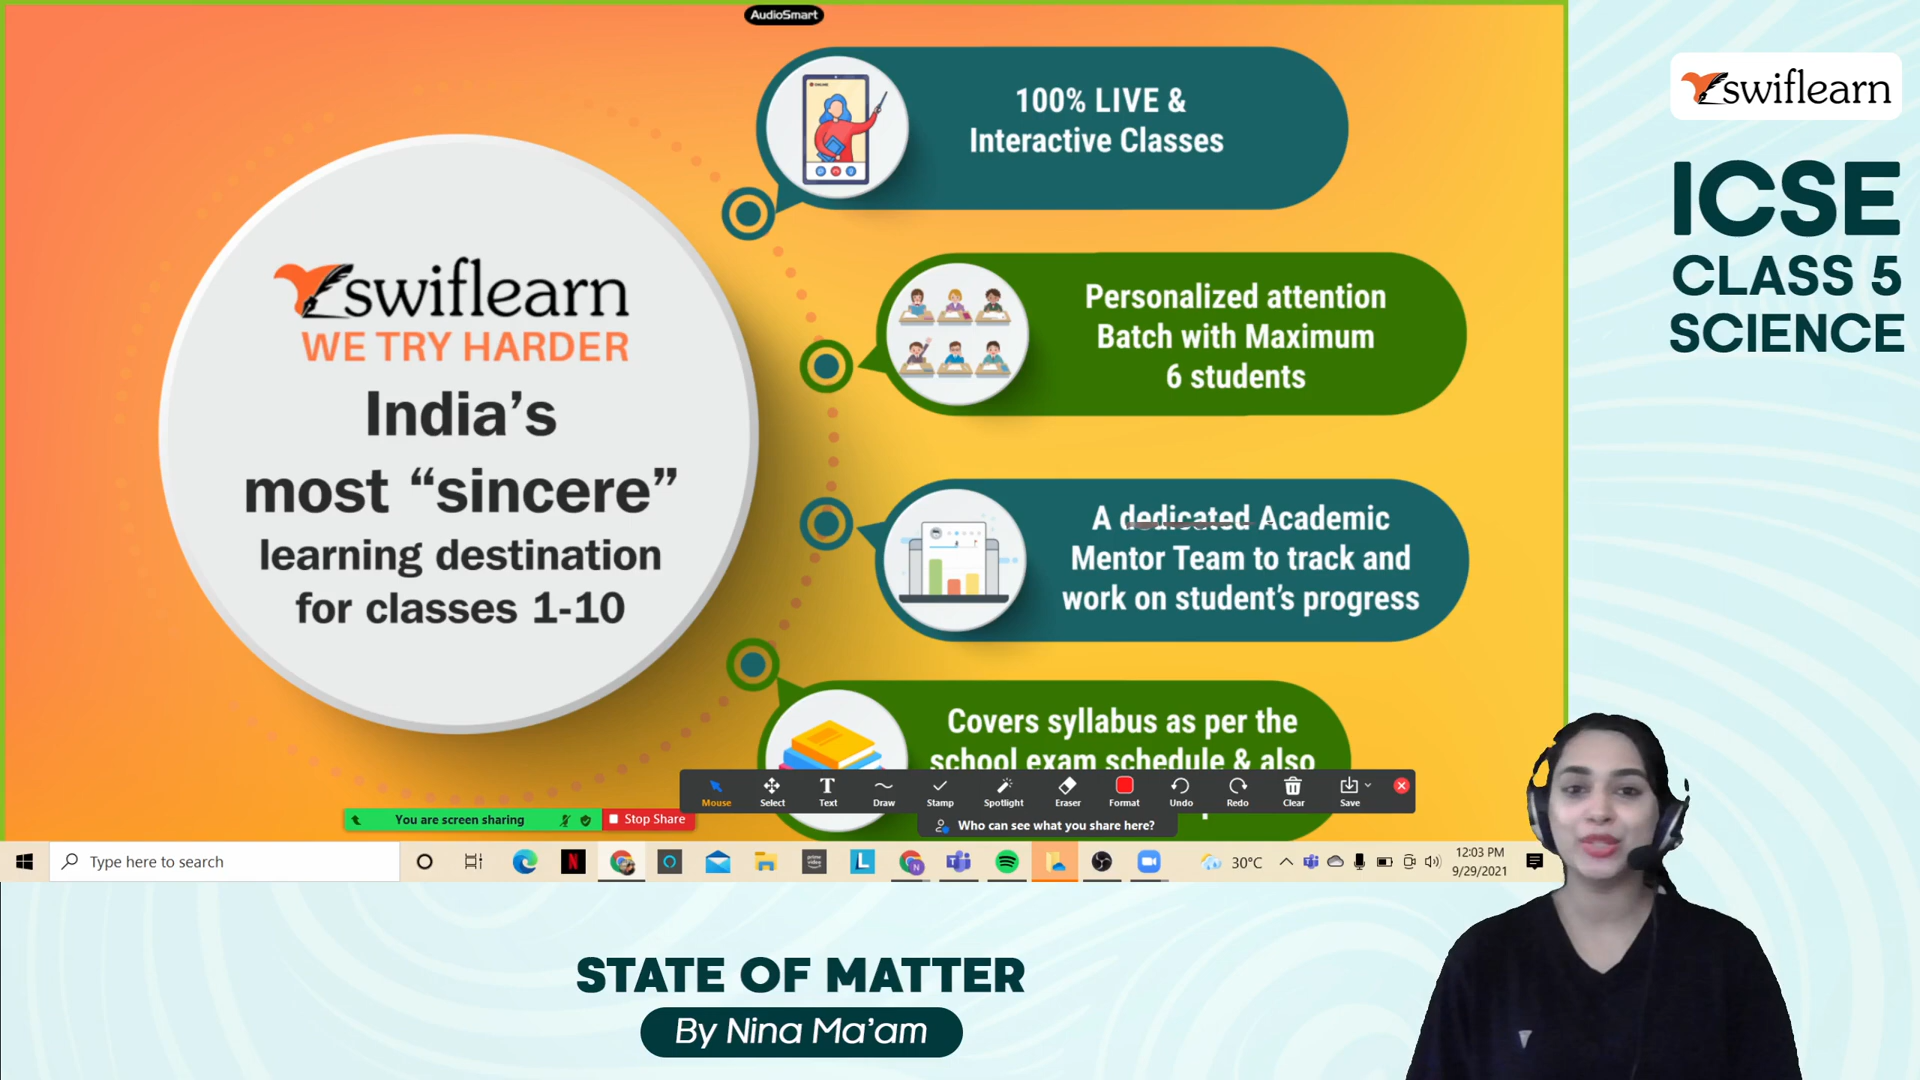 AudioSmart
swiflearn
WE TRY HARDER
India's
most “sincere”
learning destination
for classes 1-10
100% LIVE &
Interactive Classes
Personalized attention
Batch with Maximum
6 students
A dedicated Academic
Mentor Team to track and
work on student's progress
Covers syllabus as per the
school exam schedule & also
Mouse
Select
Text
Draw
Stamp
Spotlight
Eraser
Format
Undo
Redo
Clear
Save
You are screen sharing
Stop Share
Who can see what you share here?
Type here to search
30°C
12:03 PM
9/29/2021
swiflearn
ICSE
CLASS 5
SCIENCE
STATE OF MATTER
By Nina Ma'am